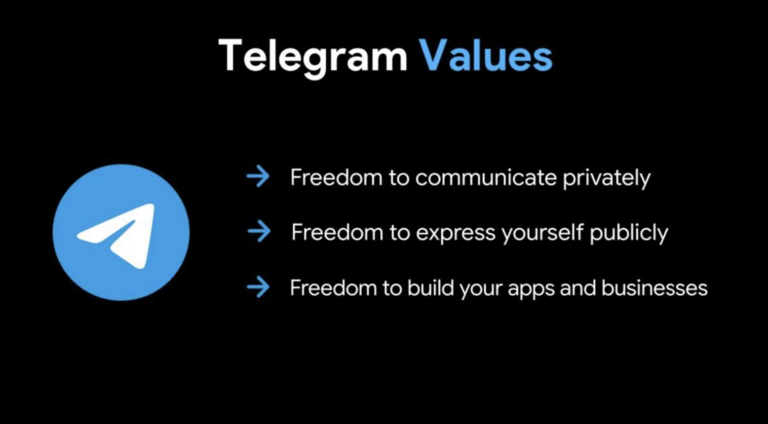 Telegram Values
Freedom to communicate privately
Freedom to express yourself publicly
Freedom to build your apps and businesses